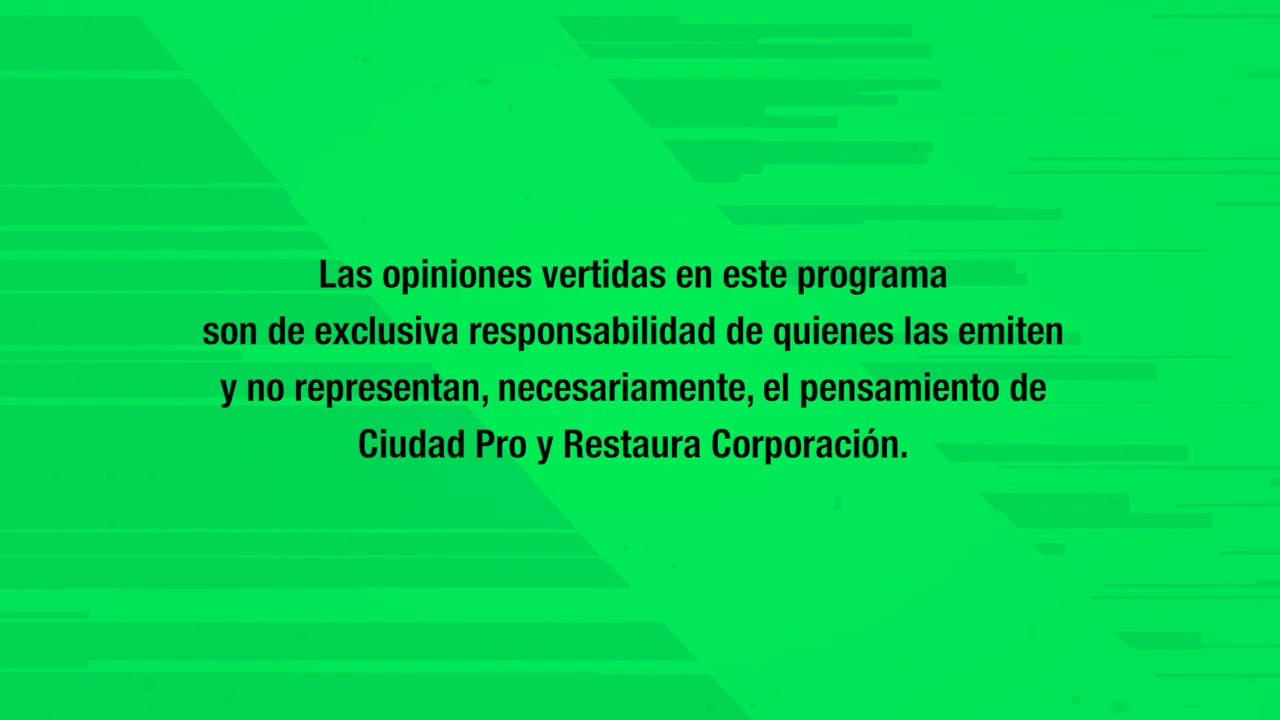 Las opiniones vertidas en este programa
son de exclusiva responsabilidad de quienes las emiten
y no representan, necesariamente, el pensamiento de
Ciudad Pro y Restaura Corporación.